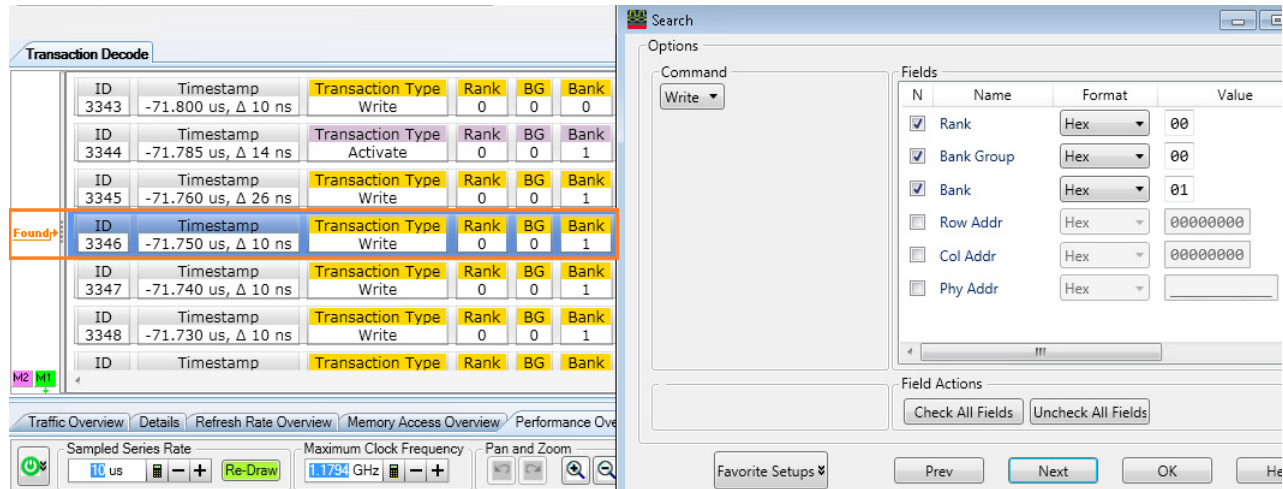 Transaction Decode
ID Timestamp Transaction Type Rank BG Bank
3343 -71.800 us, Δ 10 ns Write 0 0 0
ID Timestamp Transaction Type Rank BG Bank
3344 -71.785 us, Δ 14 ns Activate 0 0 1
ID Timestamp Transaction Type Rank BG Bank
3345 -71.760 us, Δ 26 ns Write 0 0 1
Found
ID Timestamp Transaction Type Rank BG Bank
3346 -71.750 us, Δ 10 ns Write 0 0 1
ID Timestamp Transaction Type Rank BG Bank
3347 -71.740 us, Δ 10 ns Write 0 0 1
ID Timestamp Transaction Type Rank BG Bank
3348 -71.730 us, Δ 10 ns Write 0 0 1
ID Timestamp Transaction Type Rank BG Bank
M2 M1
Traffic Overview Details Refresh Rate Overview Memory Access Overview Performance Ove
Sampled Series Rate Maximum Clock Frequency Pan and Zoom
10 us Re-Draw 1.1794 GHz
Search
Options
Command
Write
Fields
N Name Format Value
Rank Hex 00
Bank Group Hex 00
Bank Hex 01
Row Addr Hex 00000000
Col Addr Hex 00000000
Phy Addr Hex
Field Actions
Check All Fields Uncheck All Fields
Favorite Setups Prev Next OK He